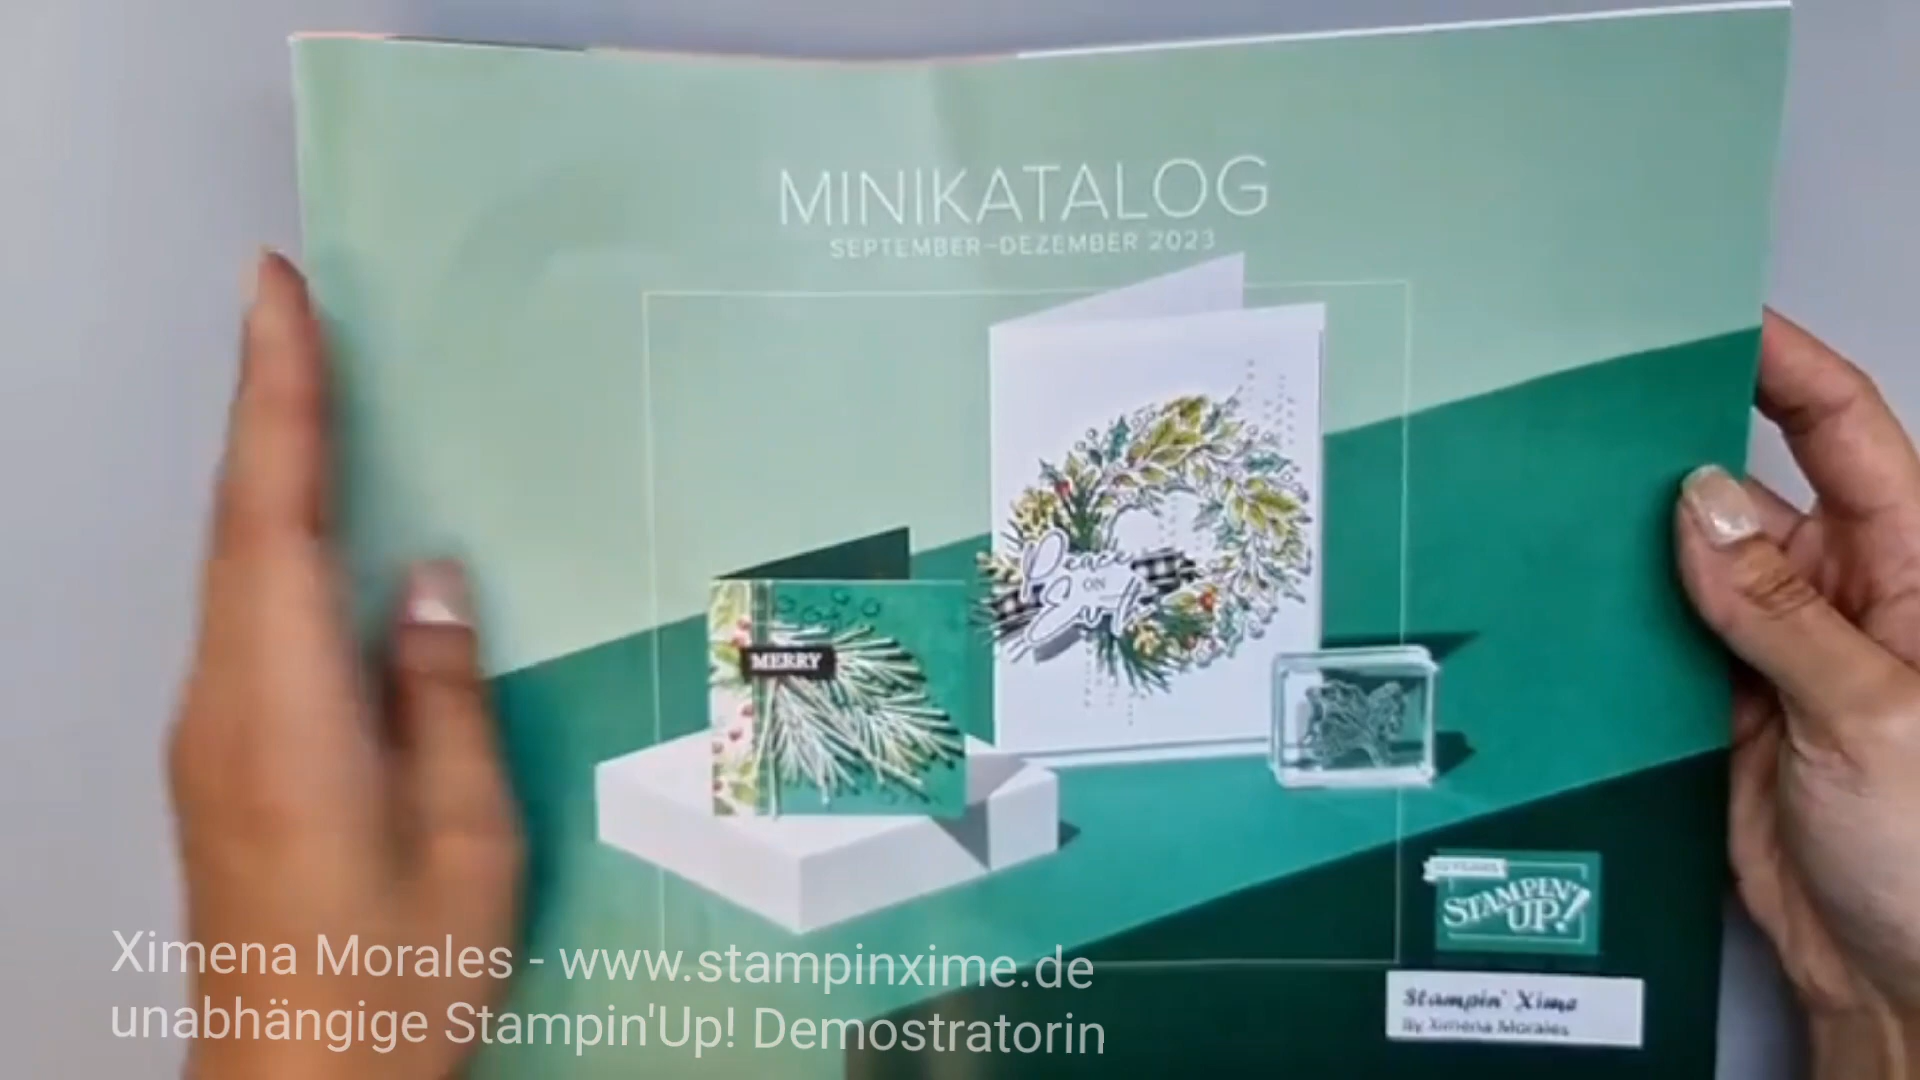 MINIKATALOG
SEPTEMBER–DEZEMBER 2023
Peace
ON
Earth
MERRY
STAMPIN'
UP!
Stampin' Xime
By Ximena Morales
Ximena Morales - www.stampinxime.de
unabhängige Stampin'Up! Demostratorin